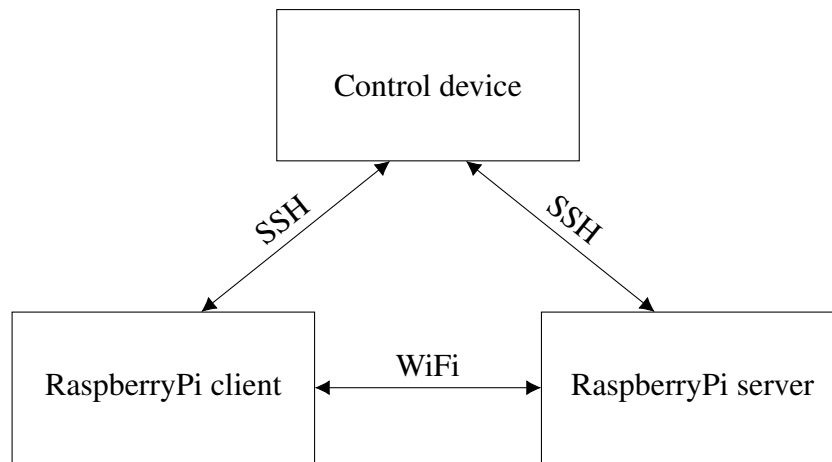 Control device
SSH
SSH
WiFi
RaspberryPi client
RaspberryPi server